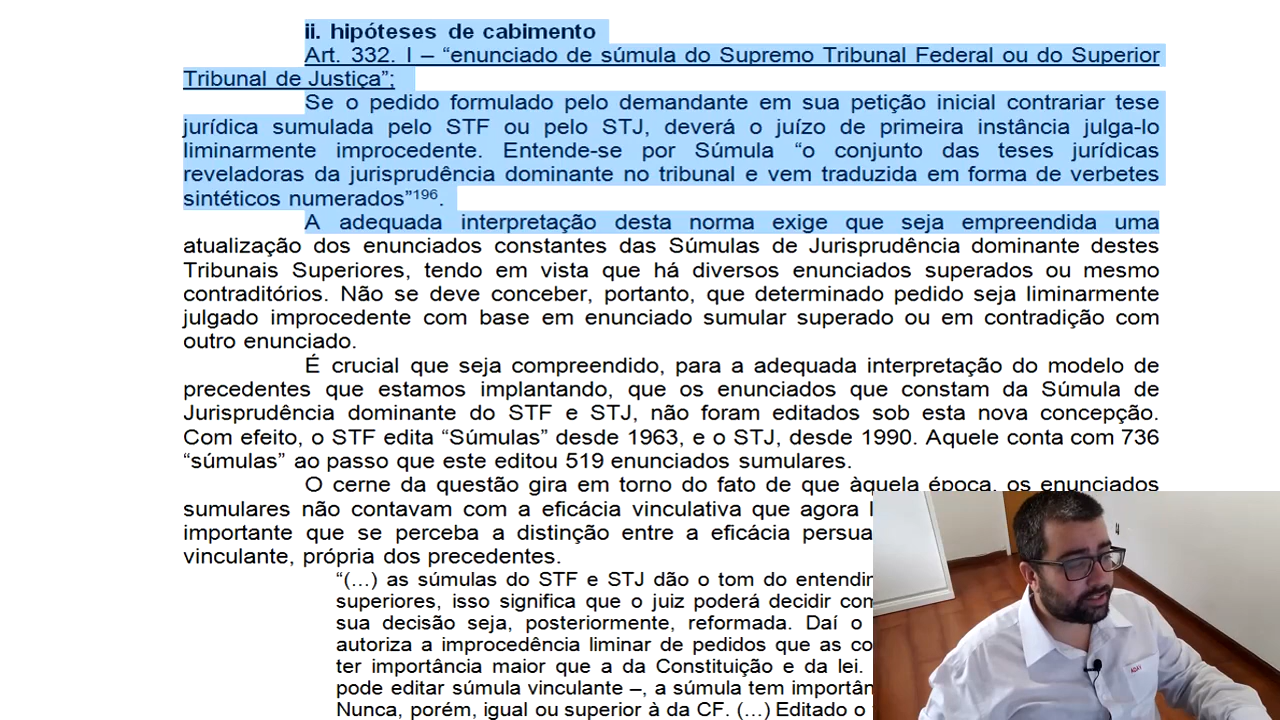 ii. hipóteses de cabimento
Art. 332. I – “enunciado de súmula do Supremo Tribunal Federal ou do Superior
Tribunal de Justiça”;
Se o pedido formulado pelo demandante em sua petição inicial contrariar tese
jurídica sumulada pelo STF ou pelo STJ, deverá o juízo de primeira instância julga-lo
liminarmente improcedente. Entende-se por Súmula “o conjunto das teses jurídicas
reveladoras da jurisprudência dominante no tribunal e vem traduzida em forma de verbetes
sintéticos numerados”¹⁹⁶.
A adequada interpretação desta norma exige que seja empreendida uma
atualização dos enunciados constantes das Súmulas de Jurisprudência dominante destes
Tribunais Superiores, tendo em vista que há diversos enunciados superados ou mesmo
contraditórios. Não se deve conceber, portanto, que determinado pedido seja liminarmente
julgado improcedente com base em enunciado sumular superado ou em contradição com
outro enunciado.
É crucial que seja compreendido, para a adequada interpretação do modelo de
precedentes que estamos implantando, que os enunciados que constam da Súmula de
Jurisprudência dominante do STF e STJ, não foram editados sob esta nova concepção.
Com efeito, o STF edita “Súmulas” desde 1963, e o STJ, desde 1990. Aquele conta com 736
“súmulas” ao passo que este editou 519 enunciados sumulares.
O cerne da questão gira em torno do fato de que àquela época, os enunciados
sumulares não contavam com a eficácia vinculativa que agora
importante que se perceba a distinção entre a eficácia
vinculante, própria dos precedentes.
“(…) as súmulas do STF e STJ dão o tom do
superiores, isso significa que o juiz poderá decidir
sua decisão seja, posteriormente, reformada. Daí o
autoriza a improcedência liminar de pedidos que as
ter importância maior que a da Constituição e da lei.
pode editar súmula vinculante –, a súmula tem
Nunca, porém, igual ou superior à da CF. (…) Editado o